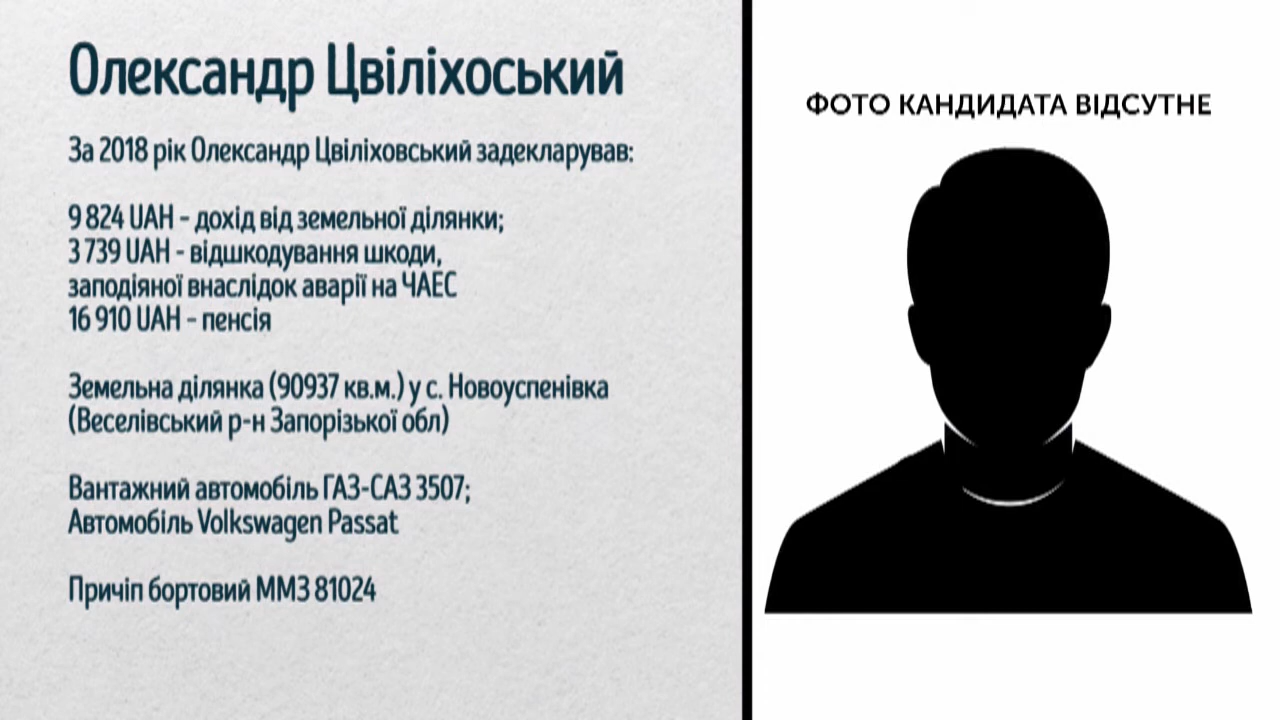 Олександр Цвіліхоський
За 2018 рік Олександр Цвіліховський задекларував:
9 824 UAH - дохід від земельної ділянки;
3 739 UAH - відшкодування шкоди,
заподіяної внаслідок аварії на ЧАЕС
16 910 UAH - пенсія
Земельна ділянка (90937 кв.м.) у с. Новоуспенівка
(Веселівський р-н Запорізької обл)
Вантажний автомобіль ГАЗ-САЗ 3507;
Автомобіль Volkswagen Passat
Причіп бортовий ММЗ 81024
ФОТО КАНДИДАТА ВІДСУТНЕ